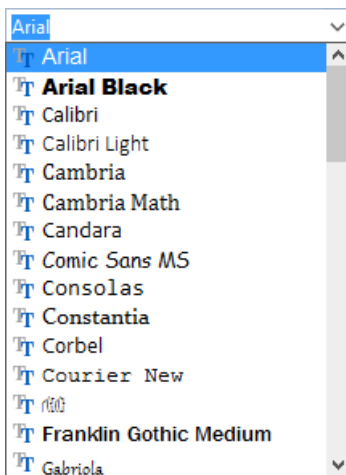 Arial
Arial
Arial Black
Calibri
Calibri Light
Cambria
Cambria Math
Candara
Comic Sans MS
Consolas
Constantia
Corbel
Courier New
Franklin Gothic Medium
Gabriola